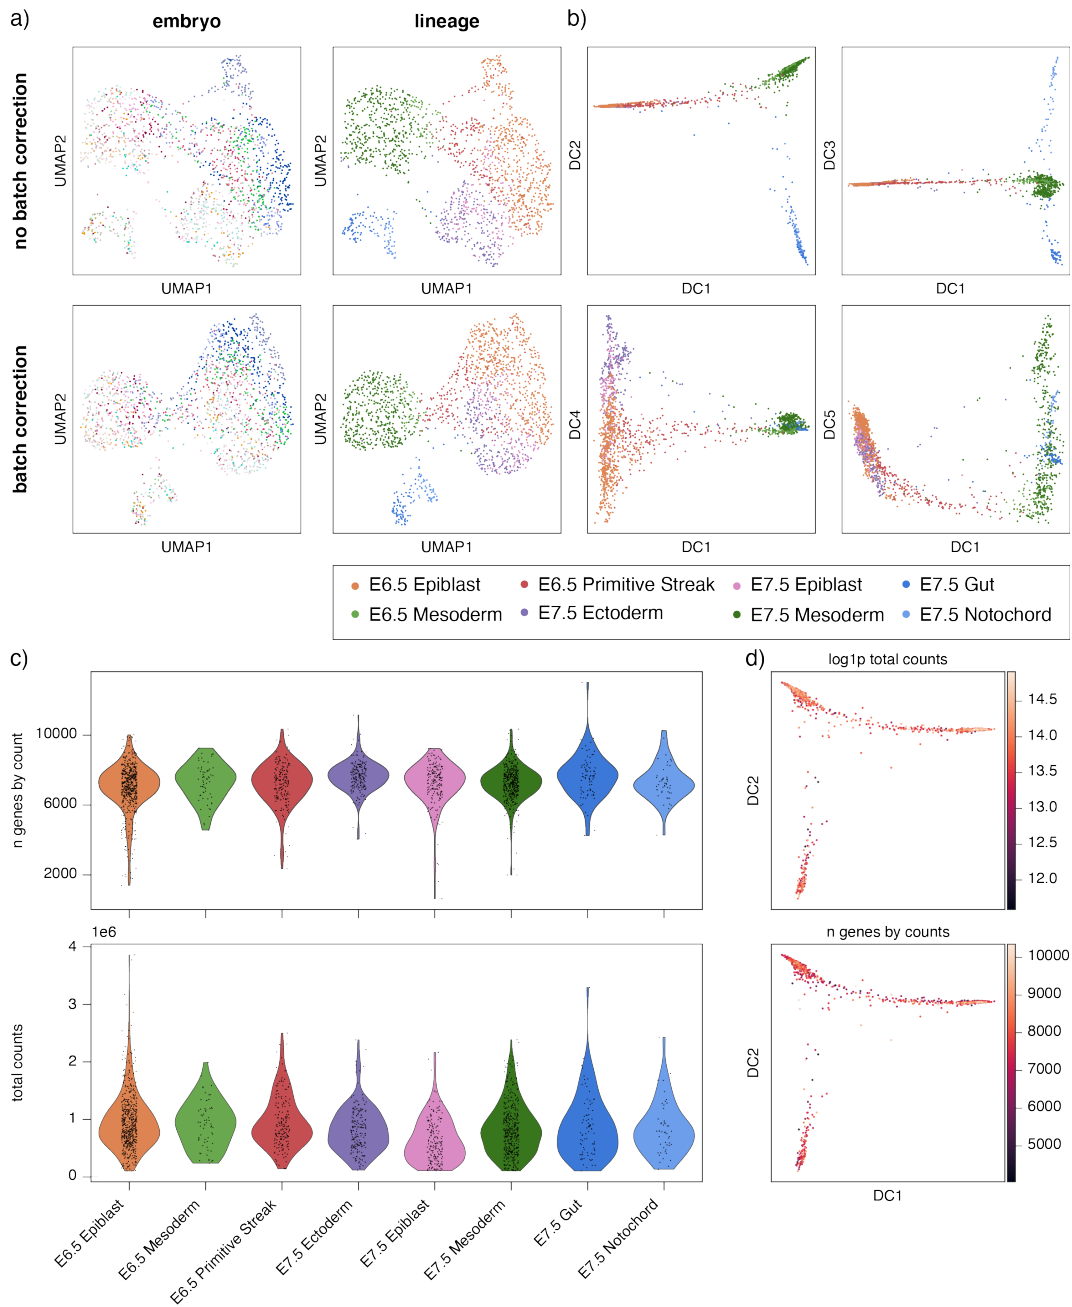 a)
embryo
lineage
b)
no batch correction
UMAP2
UMAP2
DC2
DC3
UMAP1
UMAP1
DC1
DC1
batch correction
UMAP2
UMAP2
DC4
DC5
UMAP1
UMAP1
DC1
DC1
E6.5 Epiblast
E6.5 Primitive Streak
E7.5 Epiblast
E7.5 Gut
E6.5 Mesoderm
E7.5 Ectoderm
E7.5 Mesoderm
E7.5 Notochord
c)
n genes by count
10000
6000
2000
1e6
total counts
4
3
2
1
0
E6.5 Epiblast
E6.5 Mesoderm
E6.5 Primitive Streak
E7.5 Ectoderm
E7.5 Epiblast
E7.5 Mesoderm
E7.5 Gut
E7.5 Notochord
d)
log1p total counts
DC2
14.5
14.0
13.5
13.0
12.5
12.0
n genes by counts
DC2
10000
9000
8000
7000
6000
5000
DC1